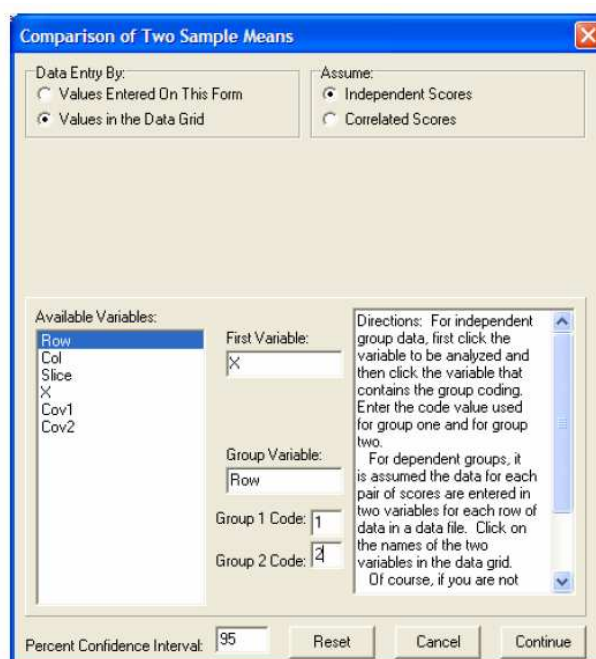 Comparison of Two Sample Means
Data Entry By:
Values Entered On This Form
Values in the Data Grid
Assume:
Independent Scores
Correlated Scores
Available Variables:
Row
Col
Slice
X
Cov1
Cov2
First Variable:
X
Group Variable:
Row
Group 1 Code: 1
Group 2 Code: 2
Directions: For independent
group data, first click the
variable to be analyzed and
then click the variable that
contains the group coding.
Enter the code value used
for group one and for group
two.
For dependent groups, it
is assumed the data for each
pair of scores are entered in
two variables for each row of
data in a data file. Click on
the names of the two
variables in the data grid.
Of course, if you are not
Percent Confidence Interval: 95
Reset
Cancel
Continue